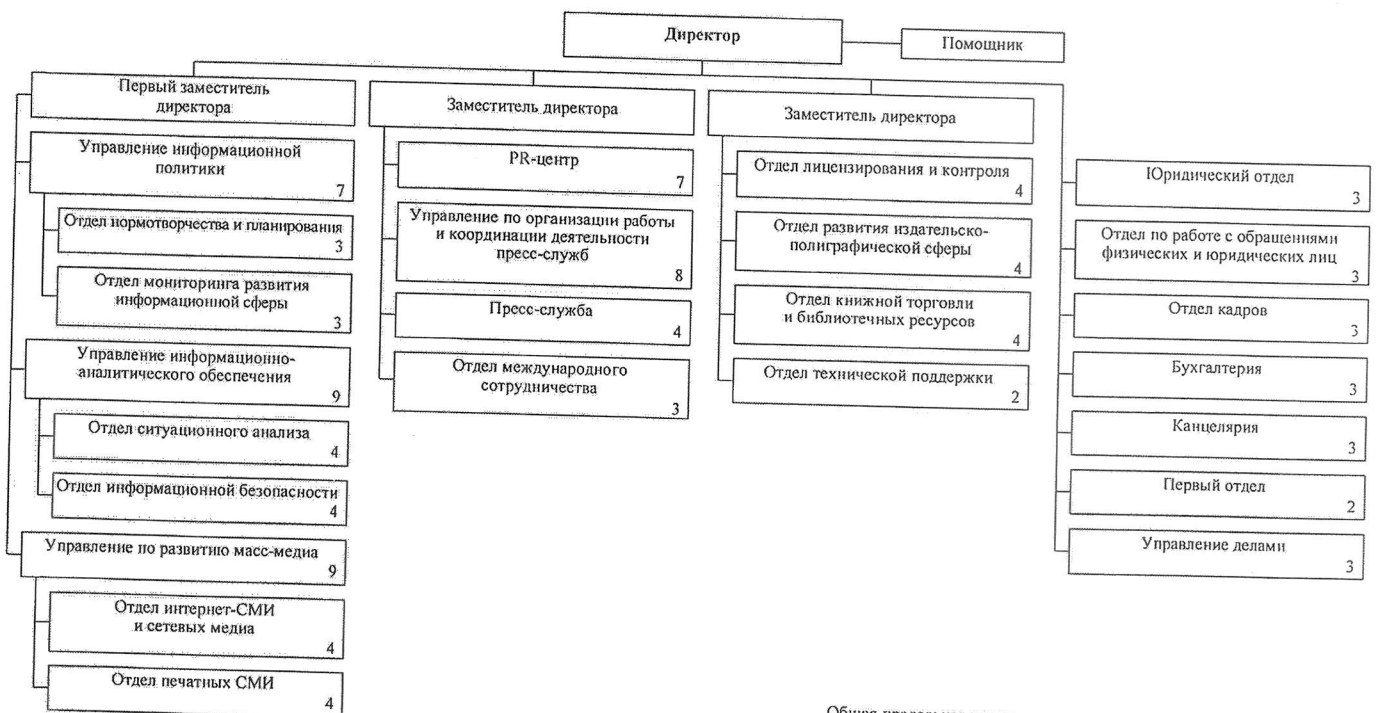 Директор
Помощник
Первый заместитель
директора
Управление информационной
политики
7
Отдел нормотворчества и планирования
3
Отдел мониторинга развития
информационной сферы
3
Управление информационно-
аналитического обеспечения
9
Отдел ситуационного анализа
4
Отдел информационной безопасности
4
Управление по развитию масс-медиа
9
Отдел интернет-СМИ
и сетевых медиа
4
Отдел печатных СМИ
4
Заместитель директора
PR-центр
7
Управление по организации работы
и координации деятельности
пресс-служб
8
Пресс-служба
4
Отдел международного
сотрудничества
3
Заместитель директора
Отдел лицензирования и контроля
4
Отдел развития издательско-
полиграфической сферы
4
Отдел книжной торговли
и библиотечных ресурсов
4
Отдел технической поддержки
2
Юридический отдел
3
Отдел по работе с обращениями
физических и юридических лиц
3
Отдел кадров
3
Бухгалтерия
3
Канцелярия
3
Первый отдел
2
Управление делами
3